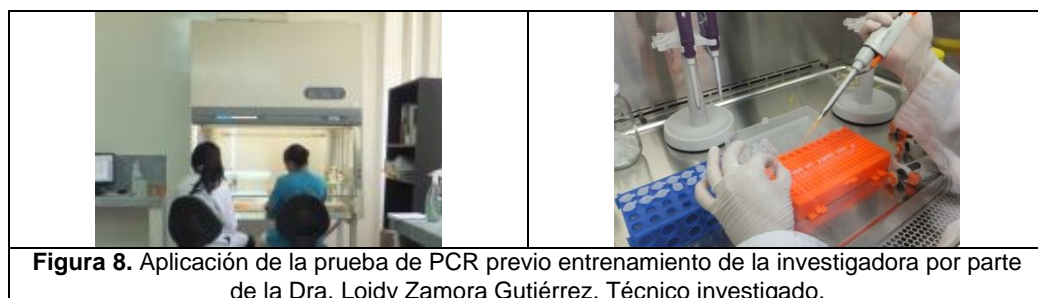 Figura 8. Aplicación de la prueba de PCR previo entrenamiento de la investigadora por parte
de la Dra. Loidy Zamora Gutiérrez. Técnico investigado.